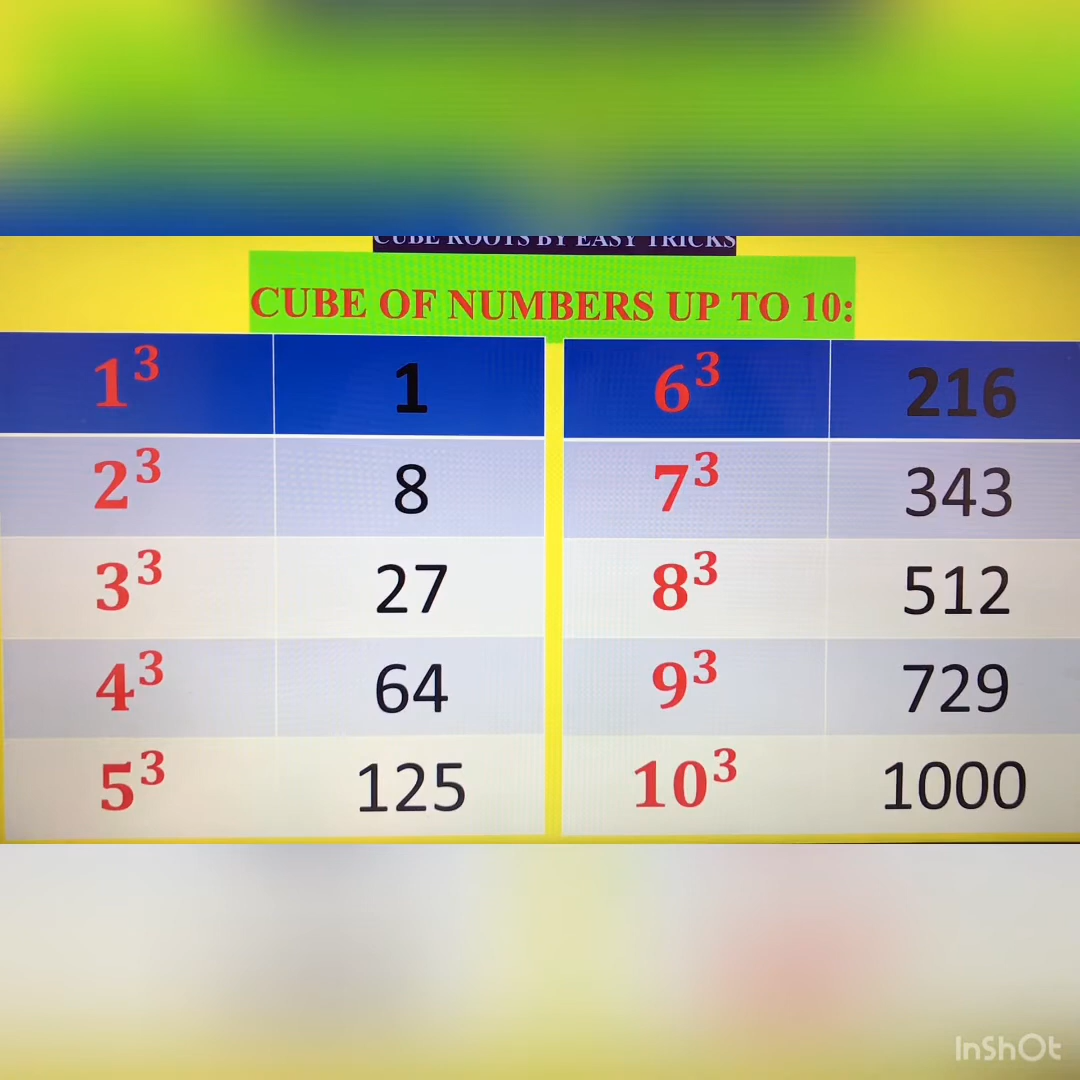 CUBE ROOTS BY EASY TRICKS
CUBE OF NUMBERS UP TO 10:
1³ 1 6³ 216
2³ 8 7³ 343
3³ 27 8³ 512
4³ 64 9³ 729
5³ 125 10³ 1000
InShOt